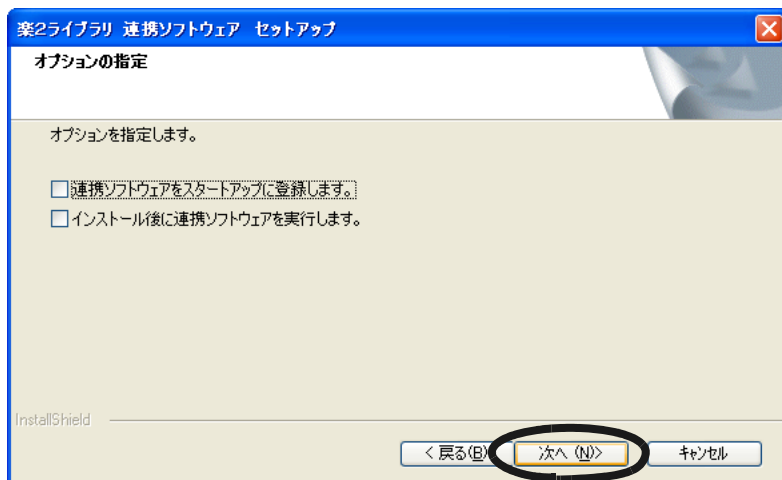 楽2ライブラリ 連携ソフトウェア セットアップ
オプションの指定
オプションを指定します。
連携ソフトウェアをスタートアップに登録します。
インストール後に連携ソフトウェアを実行します。
InstallShield
< 戻る(B) 次へ (N)> キャンセル